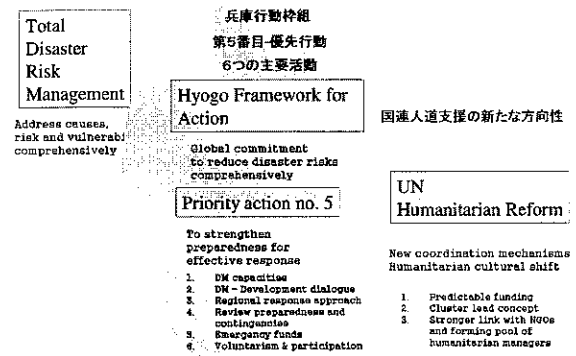 Total
Disaster
Risk
Management
Address causes,
risk and vulnerabi
comprehensively
兵庫行動枠組
第5番目-優先行動
6つの主要活動
Hyogo Framework for
Action
Global commitment
to reduce disaster risks
comprehensively
Priority action no. 5
To strengthen
preparedness for
effective response
1. DM capacities
2. DM - Development dialogue
3. Regional response approach
4. Review preparedness and
contingencies
5. Emergency funds
6. Voluntarism & participation
国連人道支援の新たな方向性
UN
Humanitarian Reform
New coordination mechanisms
Humanitarian cultural shift
1. Predictable funding
2. Cluster lead concept
3. Stronger link with NGOs
and forming pool of
humanitarian managers